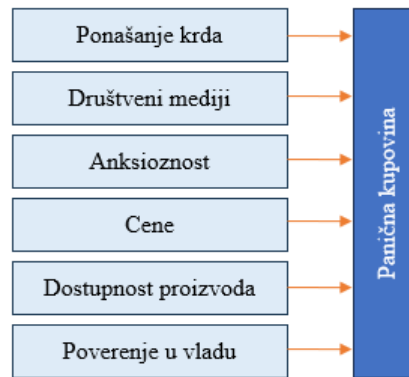 Ponašanje krda
Društveni mediji
Anksioznost
Cene
Dostupnost proizvoda
Poverenje u vladu
Panična kupovina